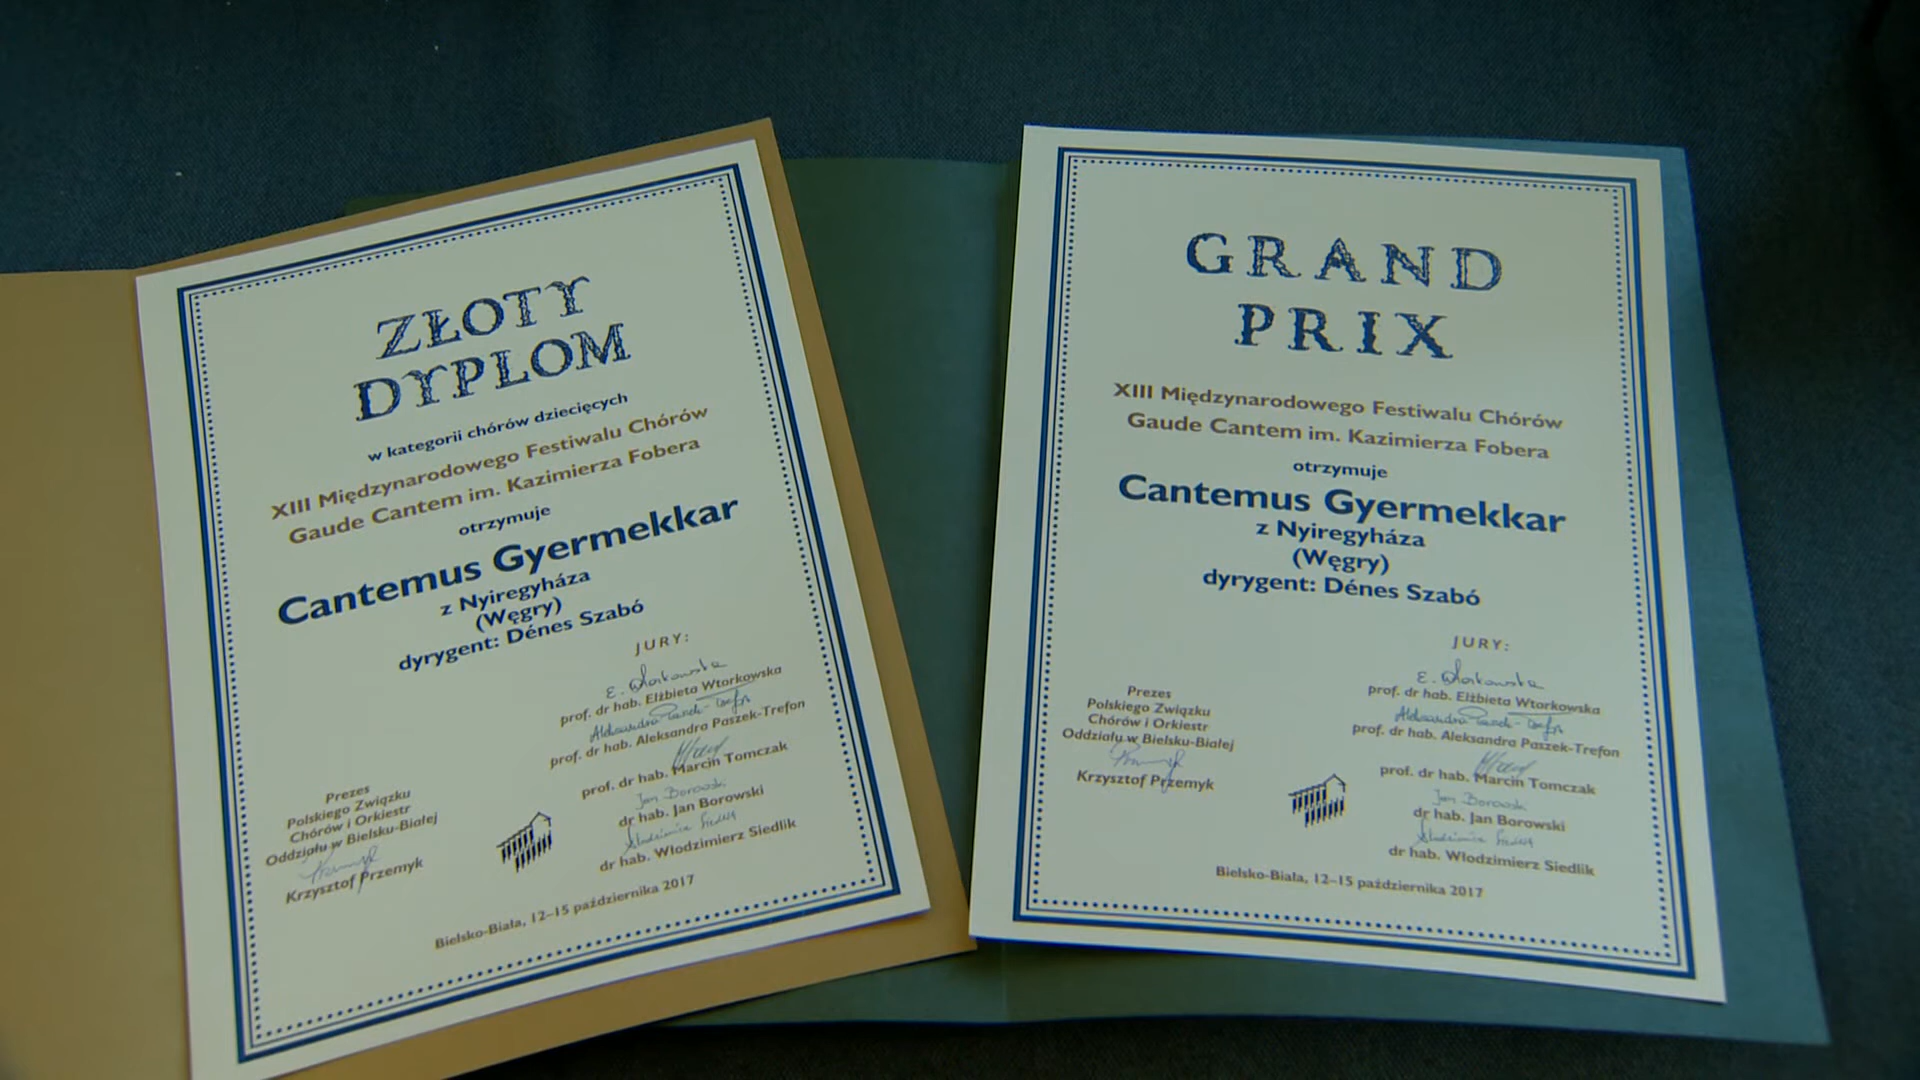 ZŁOTY
DYPLOM
w kategorii chórów dziecięcych
XIII Międzynarodowego Festiwalu Chórów
Gaude Cantem im. Kazimierza Fobera
otrzymuje
Cantemus Gyermekkar
z Nyiregyháza
(Węgry)
dyrygent: Dénes Szabó
JURY:
prof. dr hab. Elżbieta Wtorkowska
prof. dr hab. Aleksandra Paszek-Trefon
prof. dr hab. Marcin Tomczak
dr hab. Jan Borowski
dr hab. Włodzimierz Siedlik
Prezes
Polskiego Związku
Chórów i Orkiestr
Oddziału w Bielsku-Białej
Krzysztof Przemyk
Bielsko-Biała, 12–15 października 2017
GRAND
PRIX
XIII Międzynarodowego Festiwalu Chórów
Gaude Cantem im. Kazimierza Fobera
otrzymuje
Cantemus Gyermekkar
z Nyiregyháza
(Węgry)
dyrygent: Dénes Szabó
JURY:
prof. dr hab. Elżbieta Wtorkowska
prof. dr hab. Aleksandra Paszek-Trefon
prof. dr hab. Marcin Tomczak
dr hab. Jan Borowski
dr hab. Włodzimierz Siedlik
Prezes
Polskiego Związku
Chórów i Orkiestr
Oddziału w Bielsku-Białej
Krzysztof Przemyk
Bielsko-Biała, 12–15 października 2017